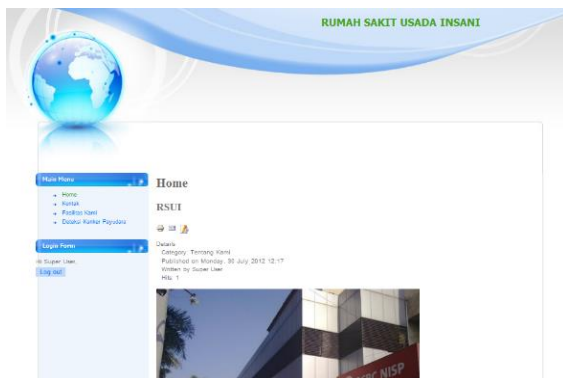 RUMAH SAKIT USADA INSANI
Main Menu
Home
Kontak
Fasilitas Kami
Deteksi Kanker Payudara
Login Form
Super User
Log out
Home
RSUI
Details
Category: Tentang Kami
Published on Monday, 30 July 2012 12:17
Written by Super User
Hits: 1
NISP